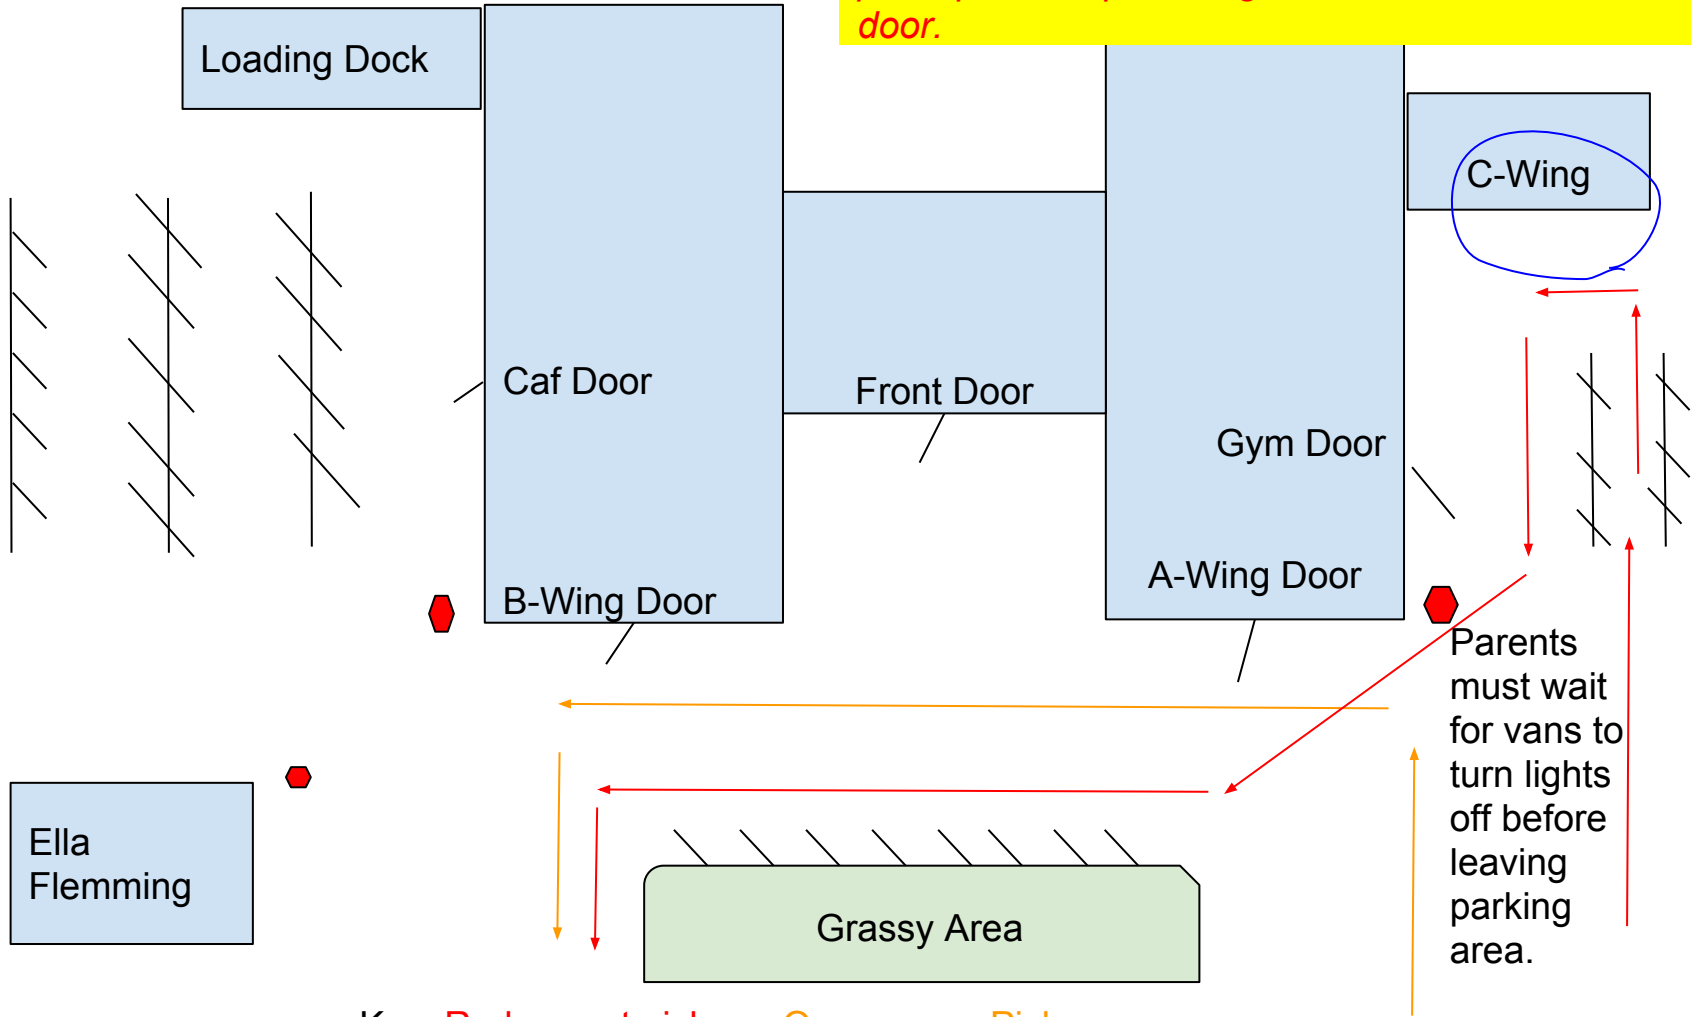 door.
Loading Dock
C-Wing
Caf Door
Front Door
Gym Door
A-Wing Door
B-Wing Door
Parents
must wait
for vans to
turn lights
off before
leaving
parking
area.
Ella
Flemming
Grassy Area